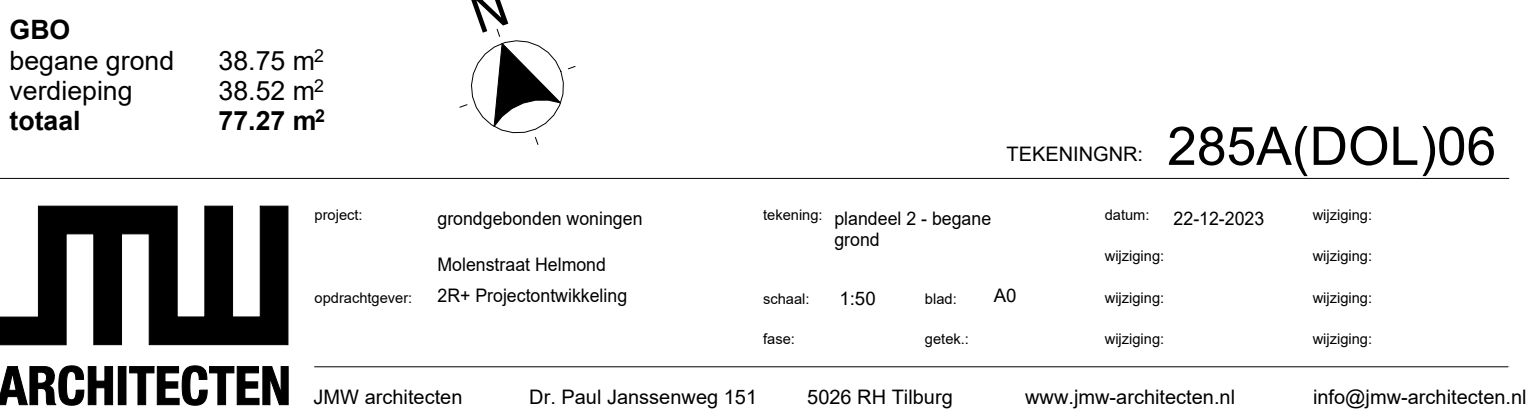 GBO
begane grond 38.75 m²
verdieping 38.52 m²
totaal 77.27 m²
N
TEKENINGNR: 285A(DOL)06
project: grondgebonden woningen
Molenstraat Helmond
opdrachtgever: 2R+ Projectontwikkeling
tekening: plandeel 2 - begane
grond
schaal: 1:50 blad: A0
fase: getek.:
datum: 22-12-2023 wijziging:
wijziging: wijziging:
wijziging: wijziging:
wijziging: wijziging:
JMW
ARCHITECTEN
JMW architecten Dr. Paul Janssenweg 151 5026 RH Tilburg www.jmw-architecten.nl info@jmw-architecten.nl